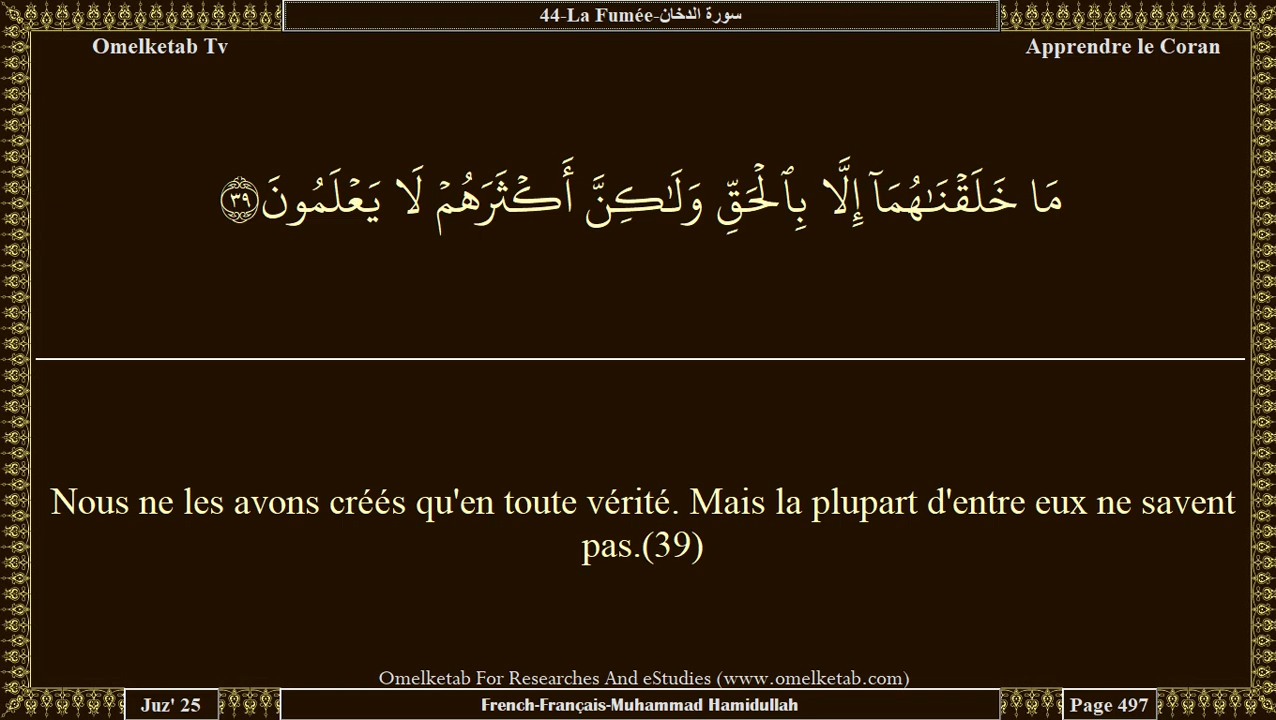 44-La Fumée-سورة الدخان
Omelketab Tv
Apprendre le Coran
مَا خَلَقْنَـٰهُمَآ إِلَّا بِٱلْحَقِّ وَلَـٰكِنَّ أَكْثَرَهُمْ لَا يَعْلَمُونَ ٣٩
Nous ne les avons créés qu'en toute vérité. Mais la plupart d'entre eux ne savent
pas.(39)
Omelketab For Researches And eStudies (www.omelketab.com)
Juz' 25
French-Français-Muhammad Hamidullah
Page 497